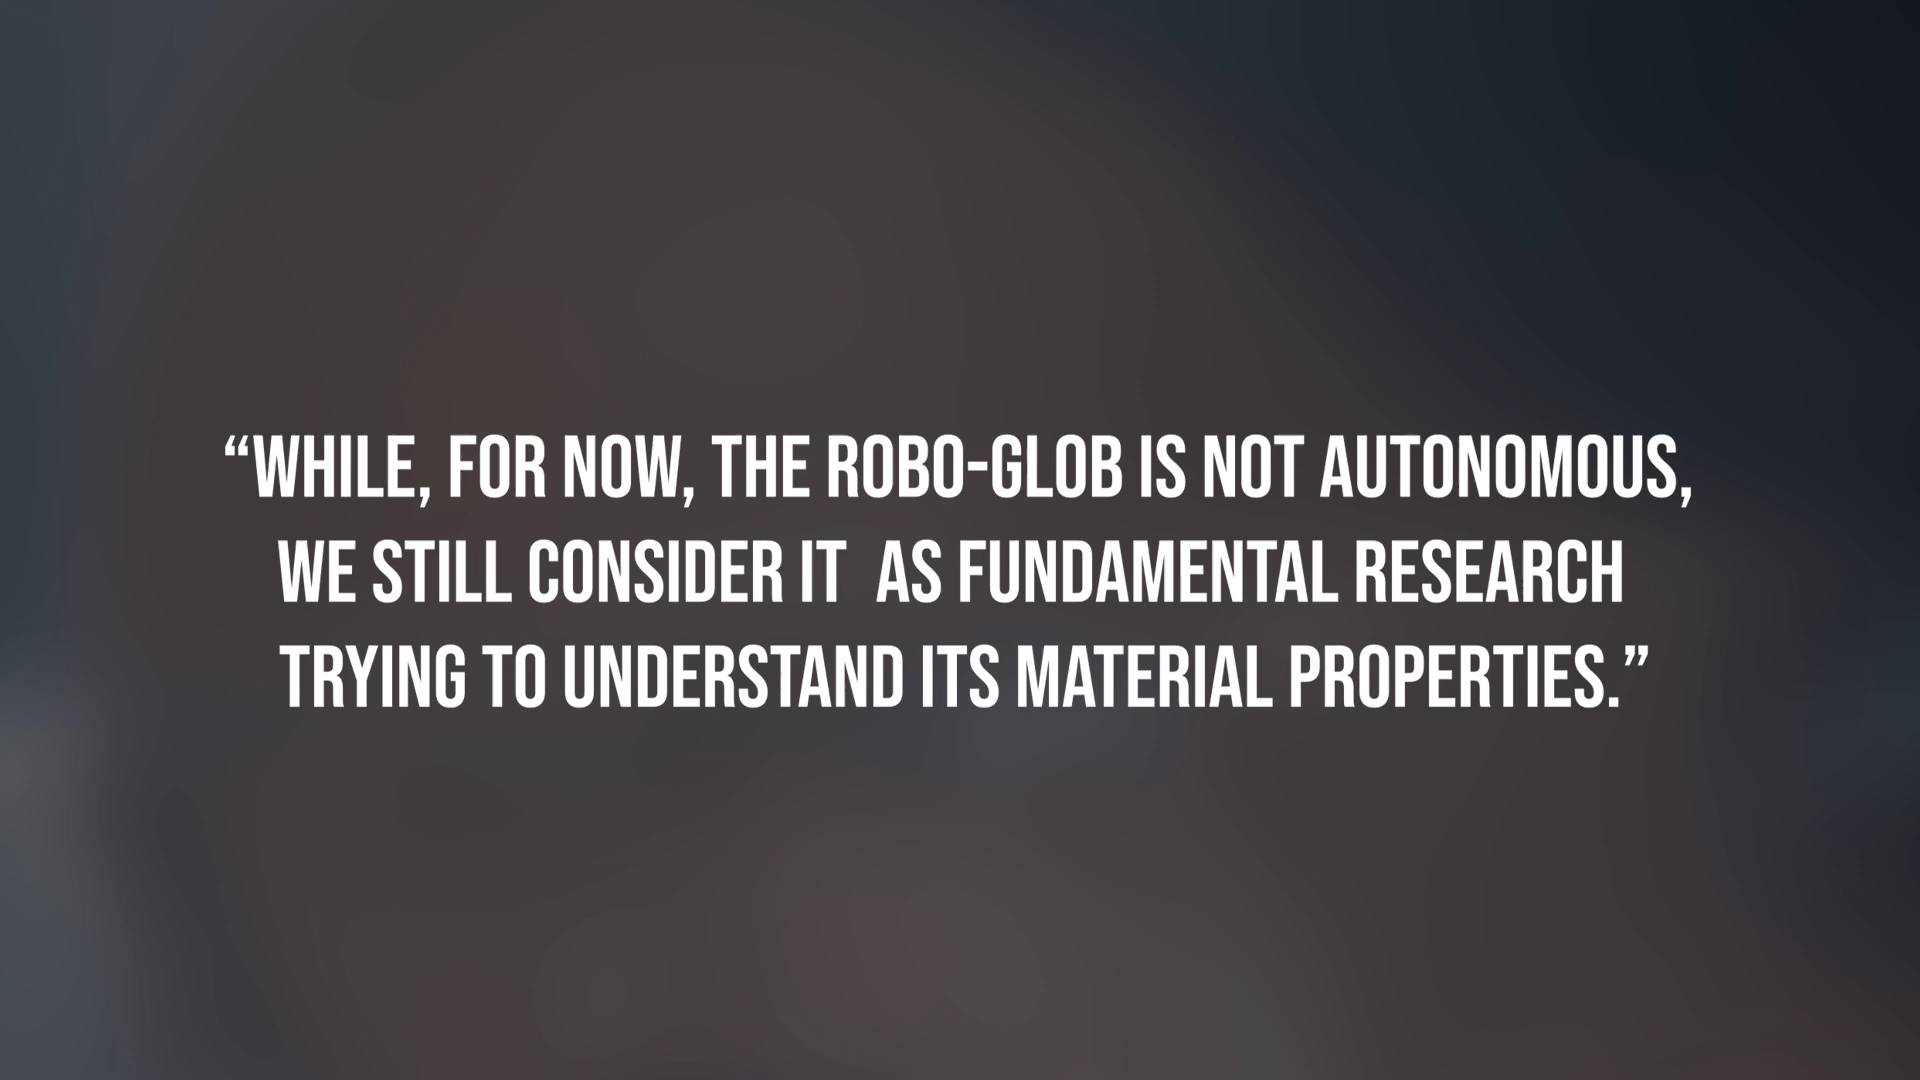 “WHILE, FOR NOW, THE ROBO-GLOB IS NOT AUTONOMOUS,
WE STILL CONSIDER IT  AS FUNDAMENTAL RESEARCH
TRYING TO UNDERSTAND ITS MATERIAL PROPERTIES.”